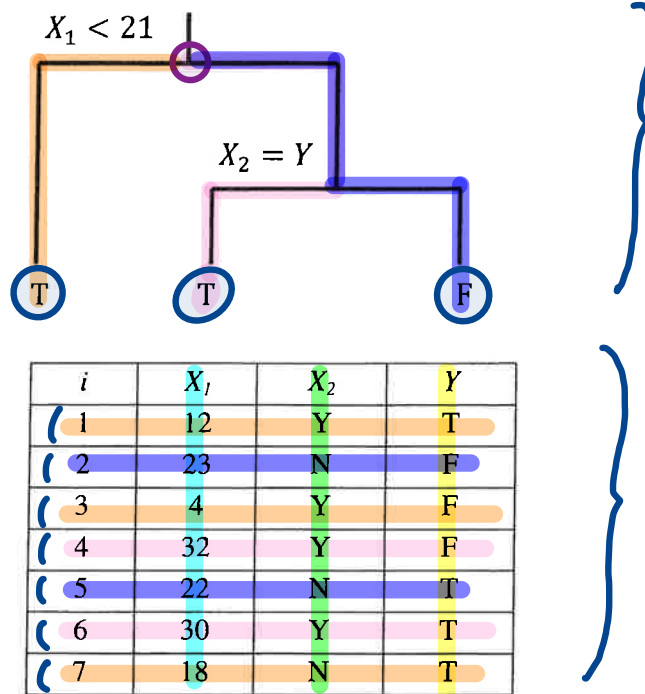 X₁ < 21
X₂ = Y
T T F
i X₁ X₂ Y
1 12 Y T
2 23 N F
3 4 Y F
4 32 Y F
5 22 N T
6 30 Y T
7 18 N T